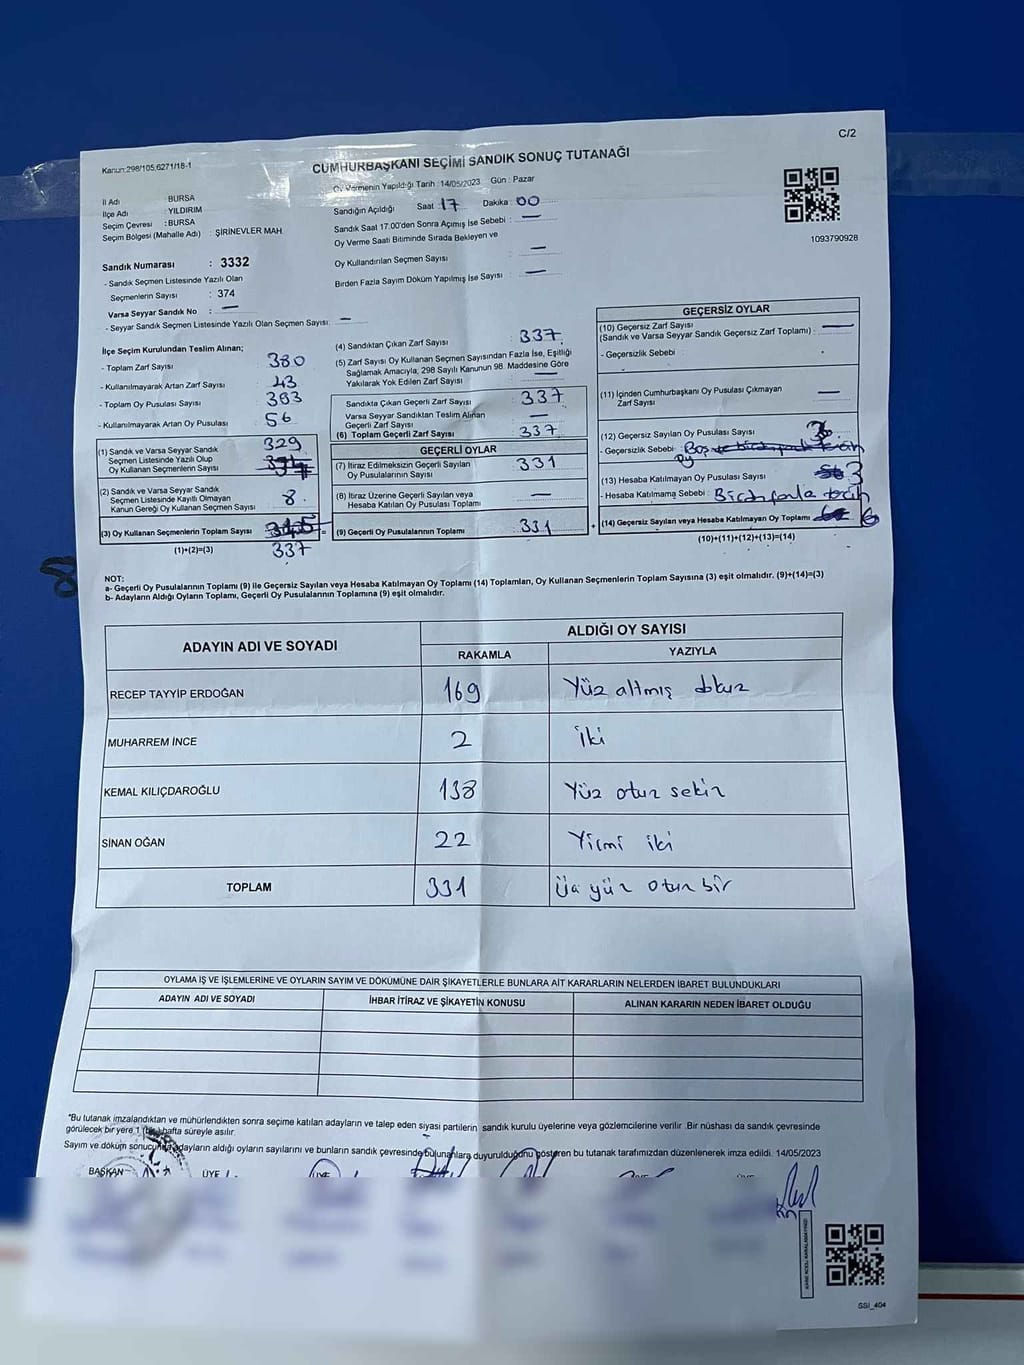 C/2
Kanun:298/105,6271/18-1
CUMHURBAŞKANI SEÇİMİ SANDIK SONUÇ TUTANAĞI
Oy Vermenin Yapıldığı Tarih :14/05/2023 Gün : Pazar
İl Adı : BURSA
İlçe Adı : YILDIRIM
Seçim Çevresi : BURSA
Seçim Bölgesi (Mahalle Adı) : ŞİRİNEVLER MAH.
Sandığın Açıldığı Saat : 17 Dakika : 00
Sandık Saat 17:00'den Sonra Açımış İse Sebebi : —
Oy Verme Saati Bitiminde Sırada Bekleyen ve
Oy Kullandırılan Seçmen Sayısı : —
Birden Fazla Sayım Döküm Yapılmış İse Sayısı : —
1093790928
Sandık Numarası : 3332
- Sandık Seçmen Listesinde Yazılı Olan
Seçmenlerin Sayısı : 374
Varsa Seyyar Sandık No : —
- Seyyar Sandık Seçmen Listesinde Yazılı Olan Seçmen Sayısı: —
İlçe Seçim Kurulundan Teslim Alınan;
- Toplam Zarf Sayısı 380
- Kullanılmayarak Artan Zarf Sayısı 43
- Toplam Oy Pusulası Sayısı 393
- Kullanılmayarak Artan Oy Pusulası 56
(1) Sandık ve Varsa Seyyar Sandık
Seçmen Listesinde Yazılı Olup
Oy Kullanan Seçmenlerin Sayısı
329
(2) Sandık ve Varsa Seyyar Sandık
Seçmen Listesinde Kayıtlı Olmayan
Kanun Gereği Oy Kullanan Seçmen Sayısı
8
(3) Oy Kullanan Seçmenlerin Toplam Sayısı
(1)+(2)=(3) 337
(4) Sandıktan Çıkan Zarf Sayısı 337
(5) Zarf Sayısı Oy Kullanan Seçmen Sayısından Fazla İse, Eşitliği
Sağlamak Amacıyla, 298 Sayılı Kanunun 98. Maddesine Göre
Yakılarak Yok Edilen Zarf Sayısı —
Sandıkta Çıkan Geçerli Zarf Sayısı 337
Varsa Seyyar Sandıktan Teslim Alınan
Geçerli Zarf Sayısı —
(6) Toplam Geçerli Zarf Sayısı 337
GEÇERLİ OYLAR
(7) İtiraz Edilmeksizin Geçerli Sayılan
Oy Pusulalarının Sayısı 331
(8) İtiraz Üzerine Geçerli Sayılan veya
Hesaba Katılan Oy Pusulası Toplamı —
(9) Geçerli Oy Pusulalarının Toplamı 331
GEÇERSİZ OYLAR
(10) Geçersiz Zarf Sayısı
(Sandık ve Varsa Seyyar Sandık Geçersiz Zarf Toplamı) : —
- Geçersizlik Sebebi :
(11) İçinden Cumhurbaşkanı Oy Pusulası Çıkmayan
Zarf Sayısı —
(12) Geçersiz Sayılan Oy Pusulası Sayısı 3
- Geçersizlik Sebebi : Boş
oy
(13) Hesaba Katılmayan Oy Pusulası Sayısı 3
- Hesaba Katılmama Sebebi : Birden fazla tercih
(14) Geçersiz Sayılan veya Hesaba Katılmayan Oy Toplamı 6
(10)+(11)+(12)+(13)=(14)
8
NOT:
a- Geçerli Oy Pusulalarının Toplamı (9) ile Geçersiz Sayılan veya Hesaba Katılmayan Oy Toplamı (14) Toplamları, Oy Kullanan Seçmenlerin Toplam Sayısına (3) eşit olmalıdır. (9)+(14)=(3)
b- Adayların Aldığı Oyların Toplamı, Geçerli Oy Pusulalarının Toplamına (9) eşit olmalıdır.
ADAYIN ADI VE SOYADI
ALDIĞI OY SAYISI
RAKAMLA YAZIYLA
RECEP TAYYİP ERDOĞAN 169 Yüz altmış dokuz
MUHARREM İNCE 2 iki
KEMAL KILIÇDAROĞLU 138 Yüz otuz sekiz
SİNAN OĞAN 22 Yirmi iki
TOPLAM 331 Üç yüz otuz bir
OYLAMA İŞ VE İŞLEMLERİNE VE OYLARIN SAYIM VE DÖKÜMÜNE DAİR ŞİKAYETLERLE BUNLARA AİT KARARLARIN NELERDEN İBARET BULUNDUKLARI
ADAYIN ADI VE SOYADI İHBAR İTİRAZ VE ŞİKAYETİN KONUSU ALINAN KARARIN NEDEN İBARET OLDUĞU
"Bu tutanak imzalandıktan ve mühürlendikten sonra seçime katılan adayların ve talep eden siyasi partilerin sandık kurulu üyelerine veya gözlemcilerine verilir. Bir nüshası da sandık çevresinde
görülecek bir yere 1 (bir) hafta süreyle asılır.
Sayım ve döküm sonucunda adayların aldığı oyların sayılarını ve bunların sandık çevresinde bulunanlara duyurulduğunu gösteren bu tutanak tarafımızdan düzenlenerek imza edildi. 14/05/2023
BAŞKAN ÜYE ÜYE
SSİ_404